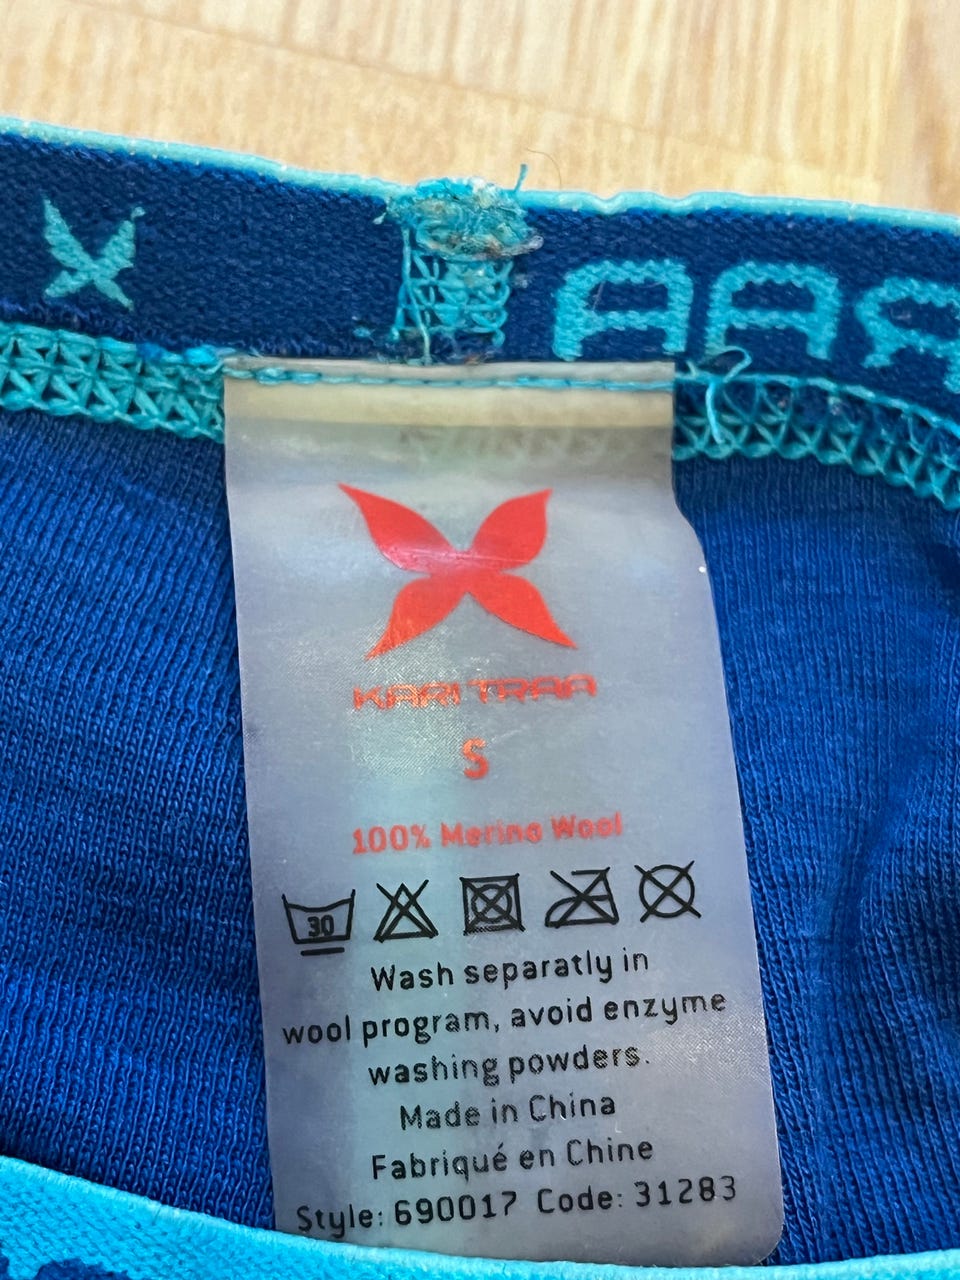 AAA
KARI TRAA
S
100% Merino Wool
30
Wash separatly in
wool program, avoid enzyme
washing powders.
Made in China
Fabriqué en Chine
Style: 690017 Code: 31283